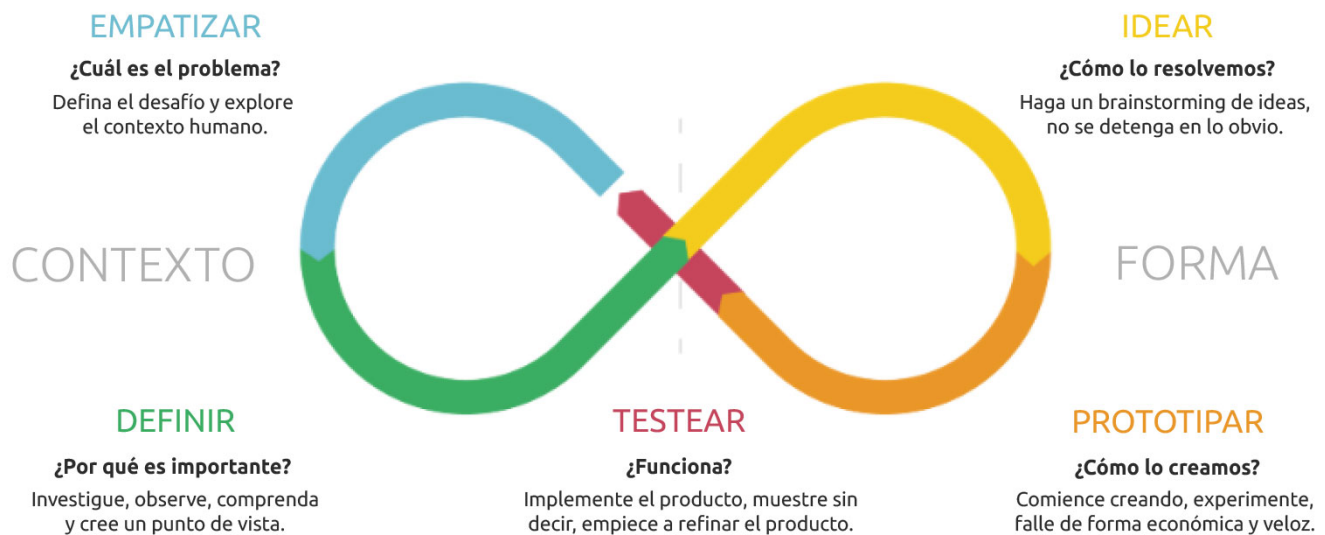 EMPATIZAR
¿Cuál es el problema?
Defina el desafío y explore
el contexto humano.
IDEAR
¿Cómo lo resolvemos?
Haga un brainstorming de ideas,
no se detenga en lo obvio.
CONTEXTO
FORMA
DEFINIR
¿Por qué es importante?
Investigue, observe, comprenda
y cree un punto de vista.
TESTEAR
¿Funciona?
Implemente el producto, muestre sin
decir, empiece a refinar el producto.
PROTOTIPAR
¿Cómo lo creamos?
Comience creando, experimente,
falle de forma económica y veloz.